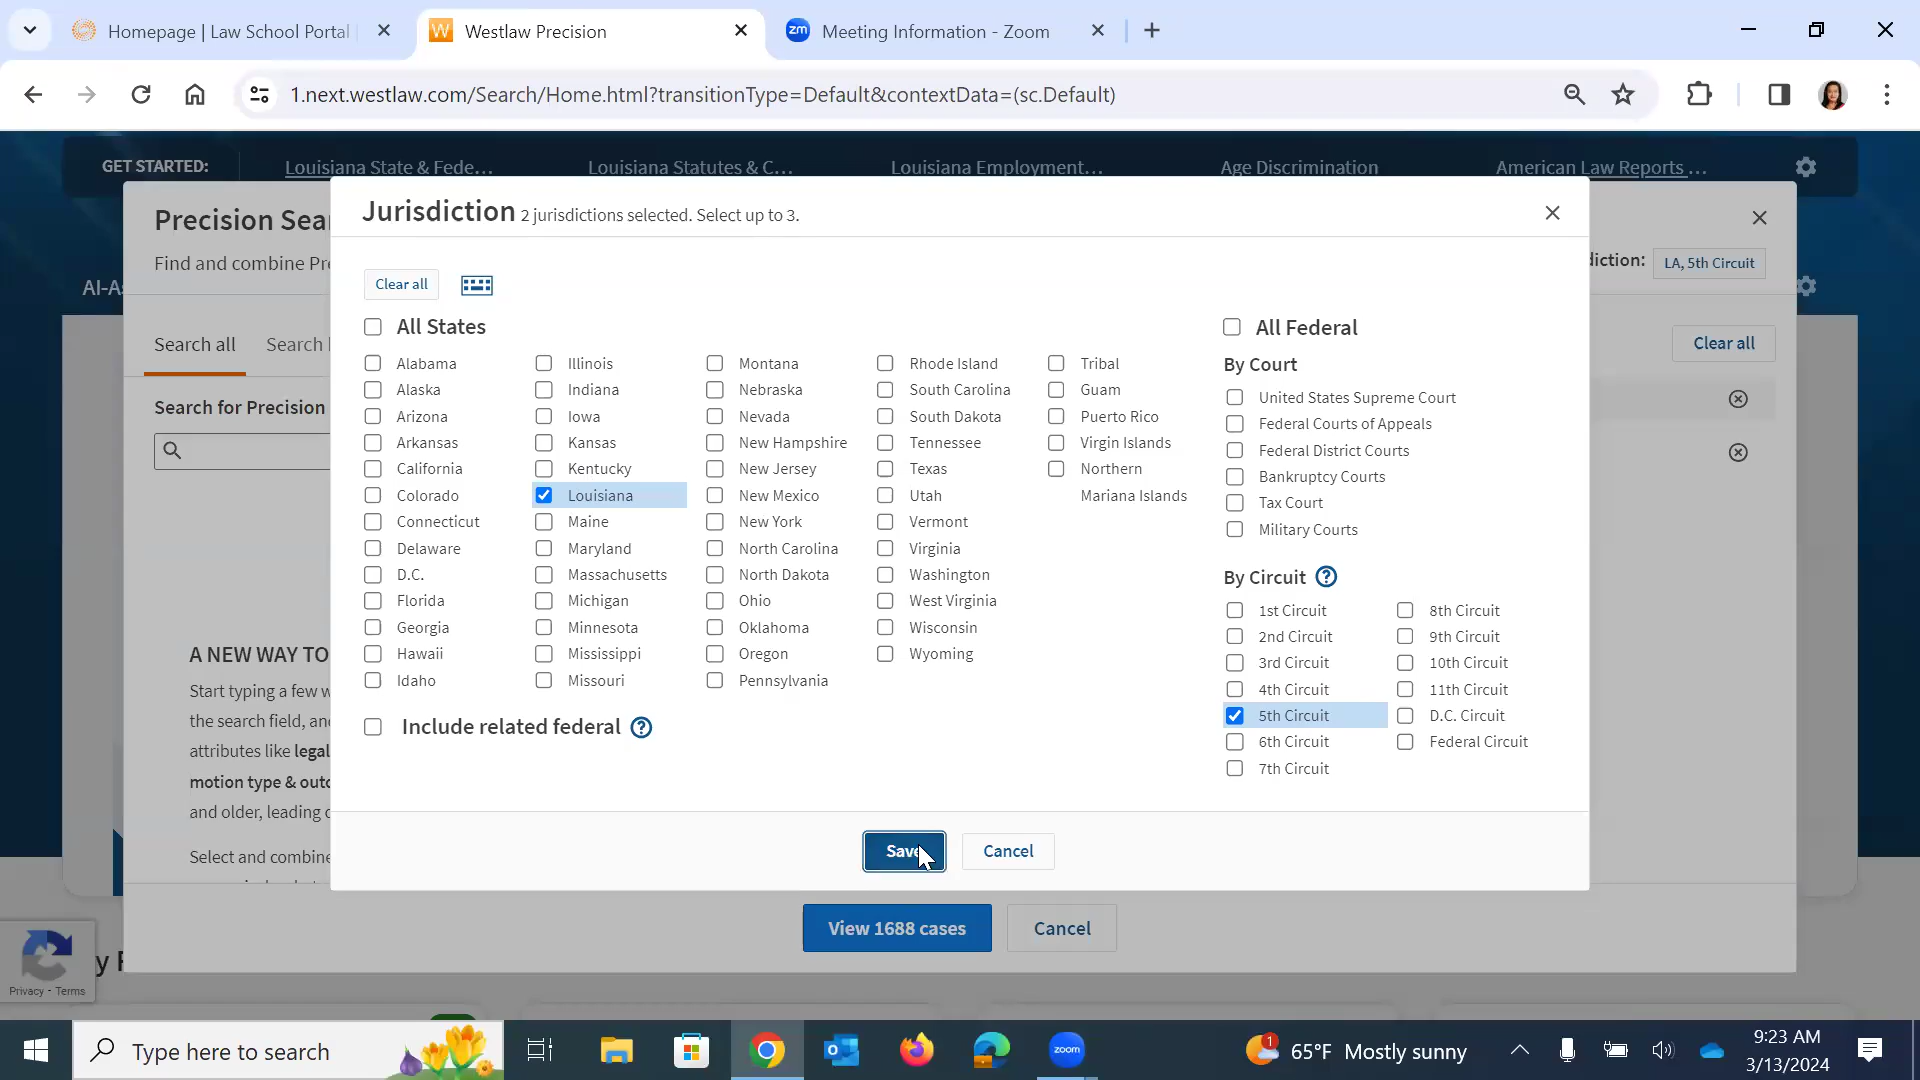 Homepage | Law School Portal
Westlaw Precision
zm Meeting Information - Zoom
1.next.westlaw.com/Search/Home.html?transitionType=Default&contextData=(sc.Default)
GET STARTED:
Louisiana State & Fede...
Louisiana Statutes & C...
Louisiana Employment...
Age Discrimination
American Law Reports ...
Precision Sea
Find and combine Pre
Jurisdiction 2 jurisdictions selected. Select up to 3.
diction: LA, 5th Circuit
AI-As
Search all
Search
Clear all
Search for Precision
Clear all
All States
Alabama
Alaska
Arizona
Arkansas
California
Colorado
Connecticut
Delaware
D.C.
Florida
Georgia
Hawaii
Idaho
Illinois
Indiana
Iowa
Kansas
Kentucky
Louisiana
Maine
Maryland
Massachusetts
Michigan
Minnesota
Mississippi
Missouri
Montana
Nebraska
Nevada
New Hampshire
New Jersey
New Mexico
New York
North Carolina
North Dakota
Ohio
Oklahoma
Oregon
Pennsylvania
Rhode Island
South Carolina
South Dakota
Tennessee
Texas
Utah
Vermont
Virginia
Washington
West Virginia
Wisconsin
Wyoming
Tribal
Guam
Puerto Rico
Virgin Islands
Northern
Mariana Islands
Include related federal ?
All Federal
By Court
United States Supreme Court
Federal Courts of Appeals
Federal District Courts
Bankruptcy Courts
Tax Court
Military Courts
By Circuit ?
1st Circuit
2nd Circuit
3rd Circuit
4th Circuit
5th Circuit
6th Circuit
7th Circuit
8th Circuit
9th Circuit
10th Circuit
11th Circuit
D.C. Circuit
Federal Circuit
A NEW WAY TO
Start typing a few w
the search field, an
attributes like legal
motion type & outc
and older, leading c
Select and combine
Save
Cancel
View 1688 cases
Cancel
Privacy - Terms
Type here to search
zoom
1
65°F Mostly sunny
9:23 AM
3/13/2024